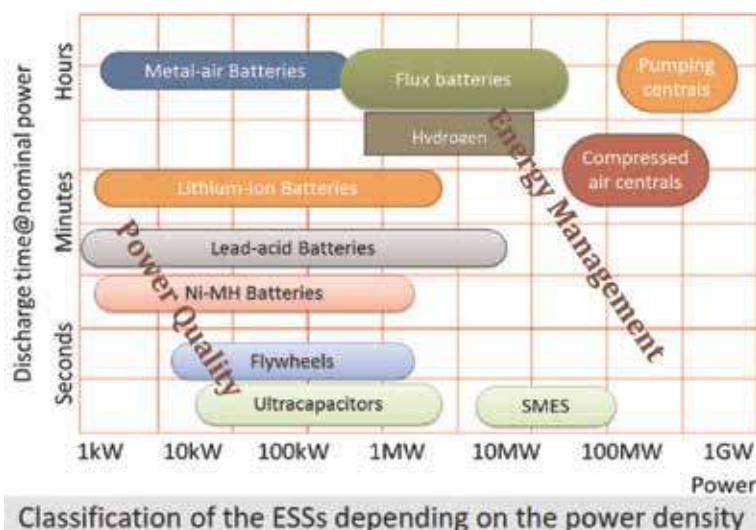 Metal-air Batteries
Flux batteries
Pumping
centrals
Hydrogen
Compressed
air centrals
Lithium-ion Batteries
Lead-acid Batteries
Ni-MH Batteries
Flywheels
Ultracapacitors
SMES
Power Quality
Energy Management
Discharge time@nominal power
Hours
Minutes
Seconds
1kW 10kW 100kW 1MW 10MW 100MW 1GW
Power
Classification of the ESSs depending on the power density